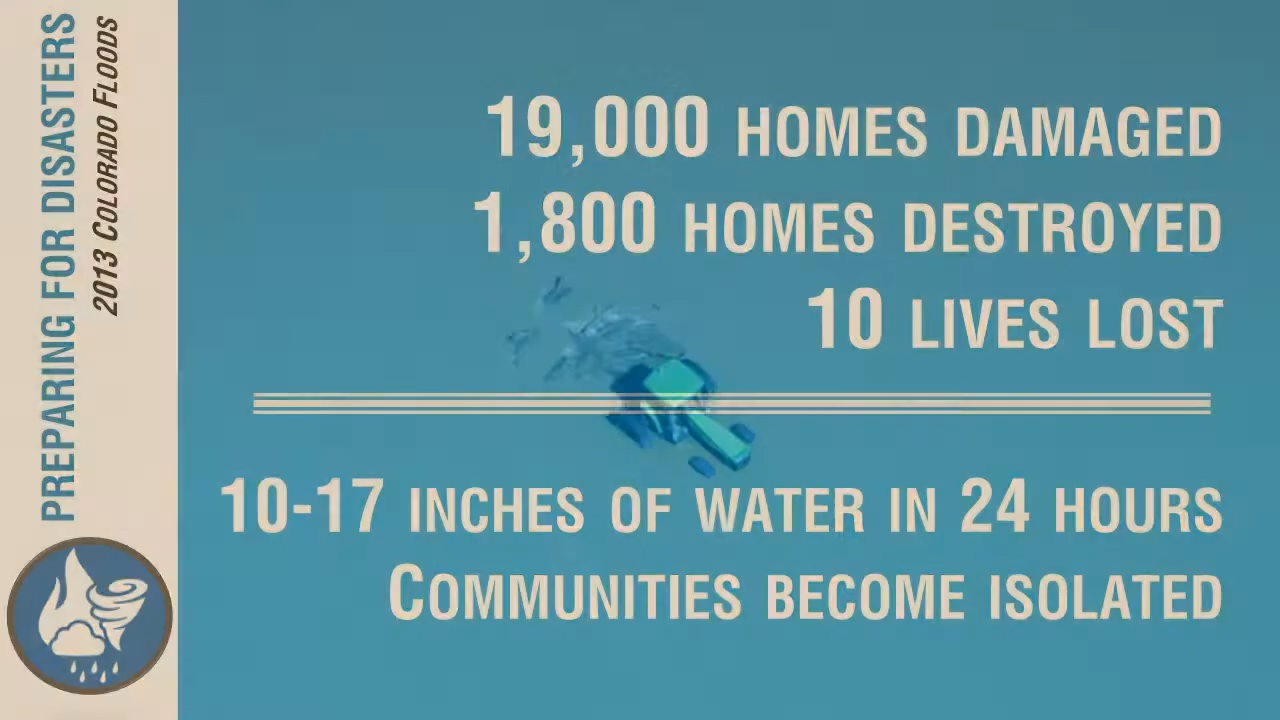 PREPARING FOR DISASTERS
2013 COLORADO FLOODS
19,000 HOMES DAMAGED
1,800 HOMES DESTROYED
10 LIVES LOST
10-17 INCHES OF WATER IN 24 HOURS
COMMUNITIES BECOME ISOLATED